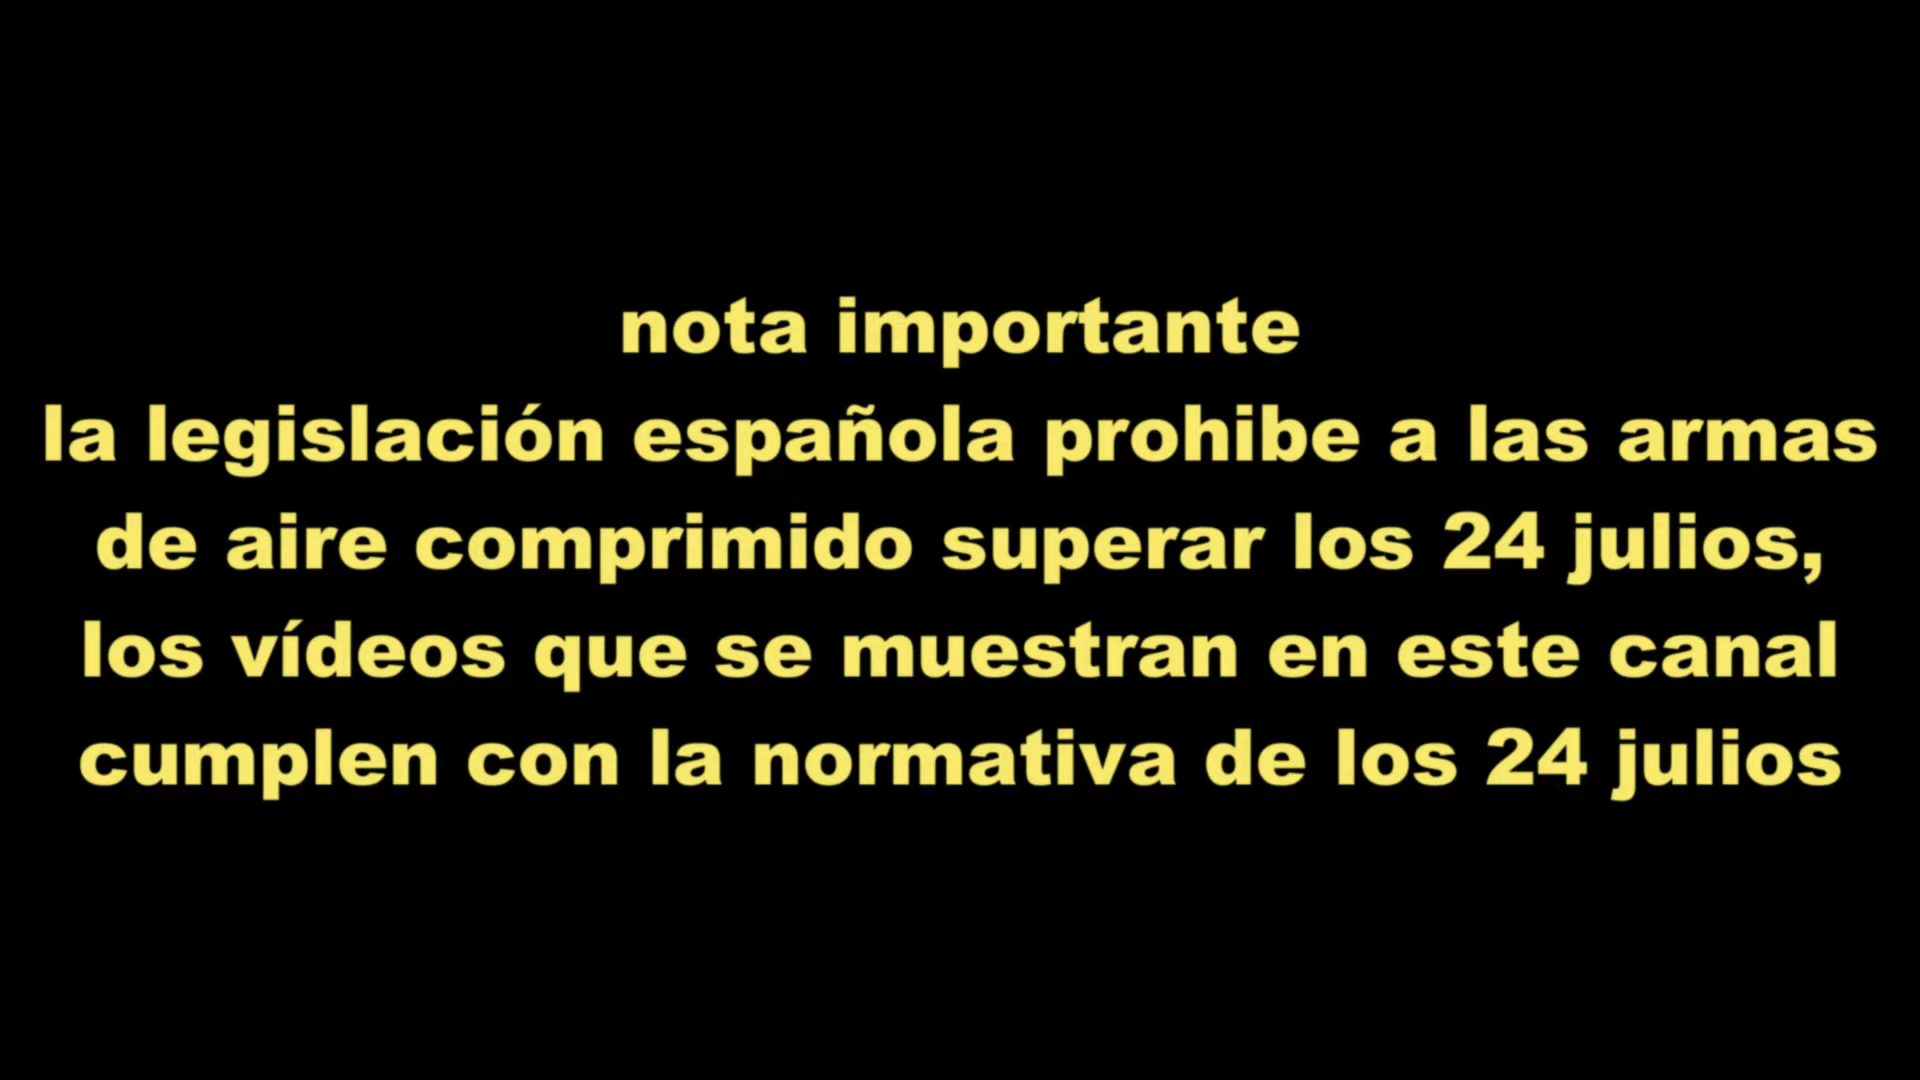 nota importante
la legislación española prohibe a las armas
de aire comprimido superar los 24 julios,
los vídeos que se muestran en este canal
cumplen con la normativa de los 24 julios